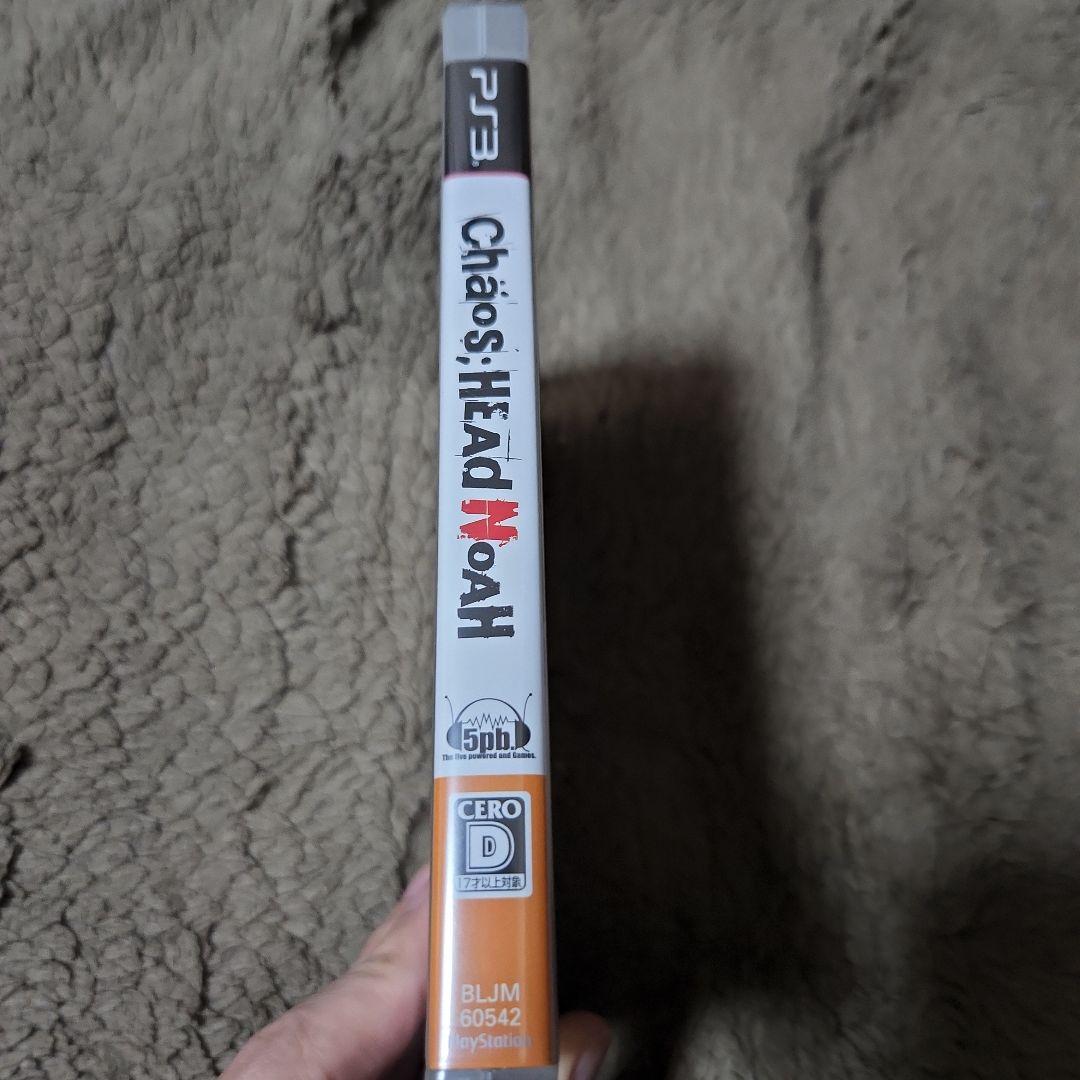 PS3
Chäos;HEAd NoAH
5pb.
The live powered and Games.
CERO
D
17才以上対象
BLJM
60542
PlayStation